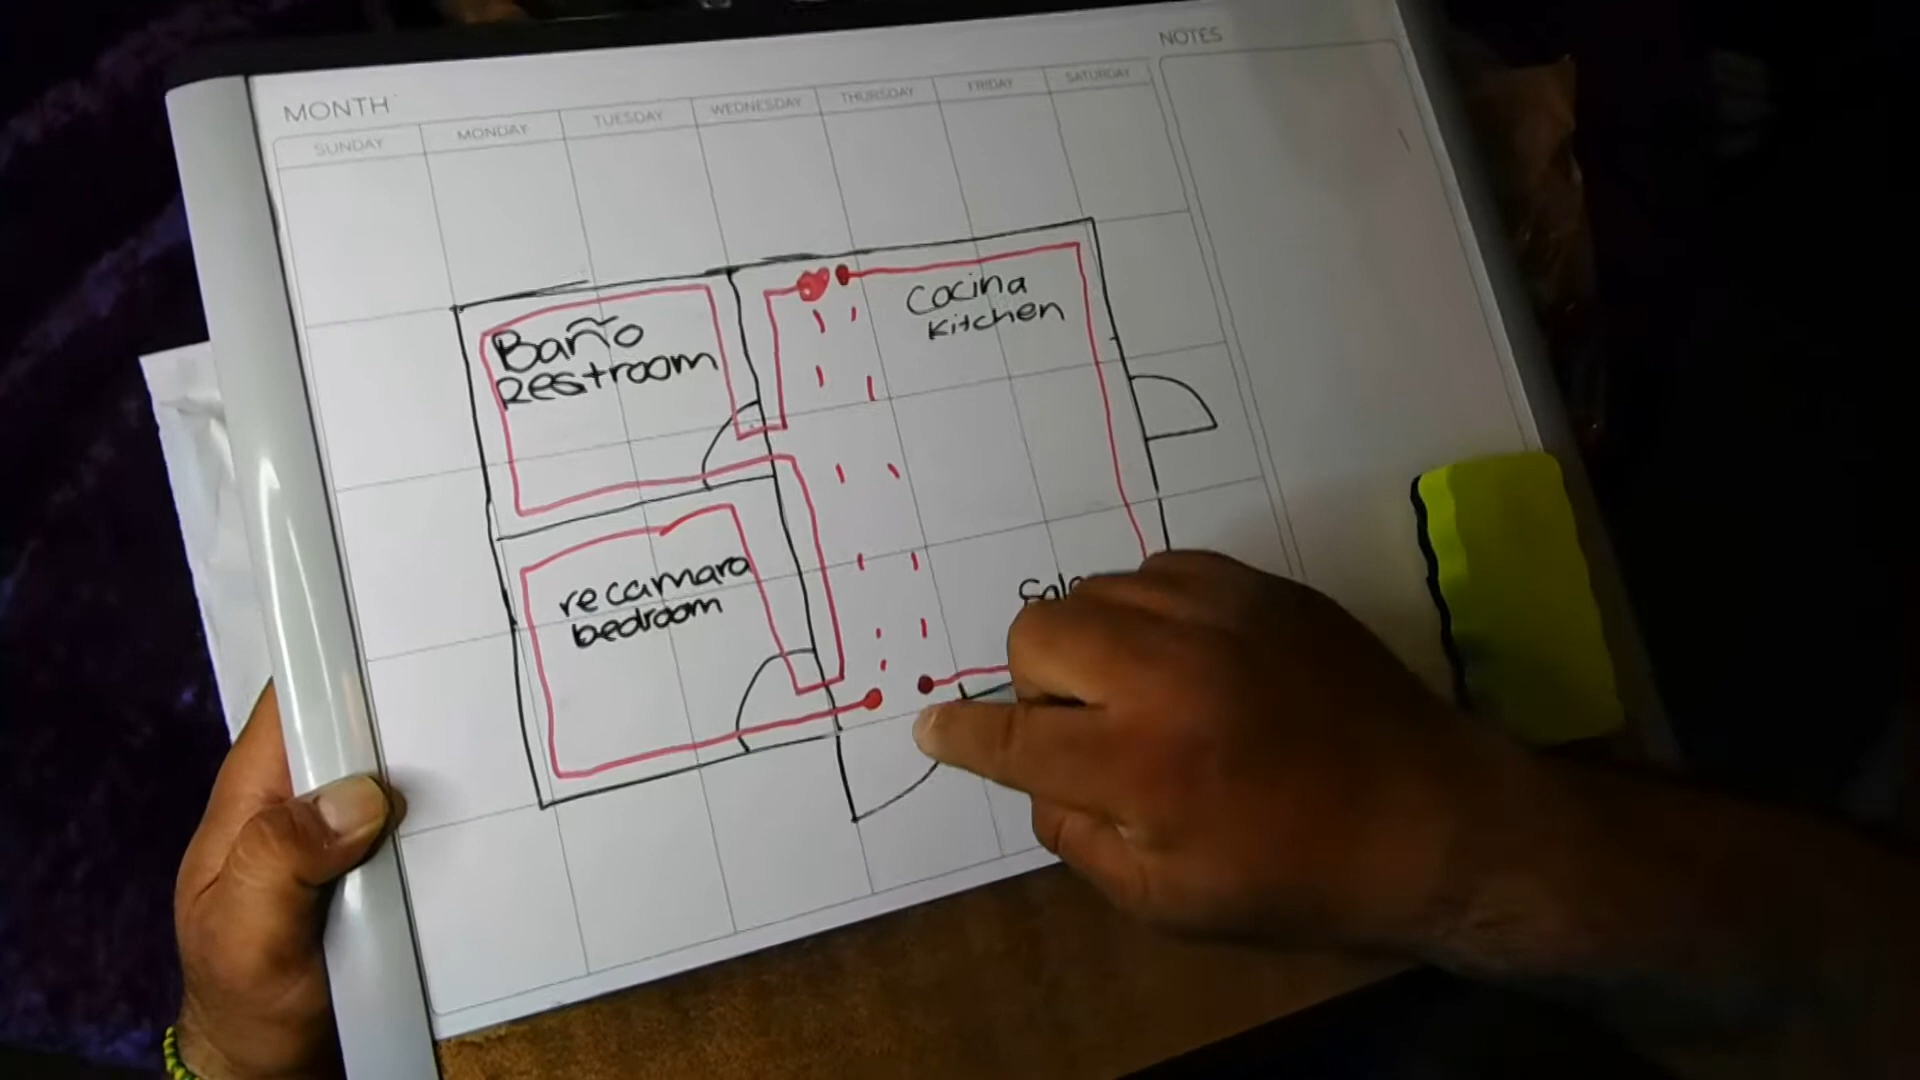 MONTH
NOTES
SUNDAY
MONDAY
TUESDAY
WEDNESDAY
THURSDAY
FRIDAY
SATURDAY
Baño
Restroom
Cocina
Kitchen
recamara
bedroom